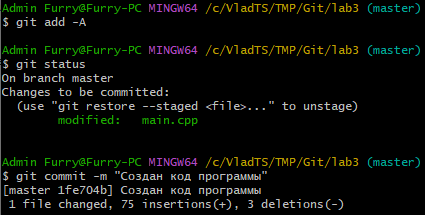 Admin Furry@Furry-PC MINGW64 /c/VladTS/TMP/Git/lab3 (master)
$ git add -A
Admin Furry@Furry-PC MINGW64 /c/VladTS/TMP/Git/lab3 (master)
$ git status
On branch master
Changes to be committed:
  (use "git restore --staged <file>..." to unstage)
        modified:   main.cpp
Admin Furry@Furry-PC MINGW64 /c/VladTS/TMP/Git/lab3 (master)
$ git commit -m "Создан код программы"
[master 1fe704b] Создан код программы
 1 file changed, 75 insertions(+), 3 deletions(-)